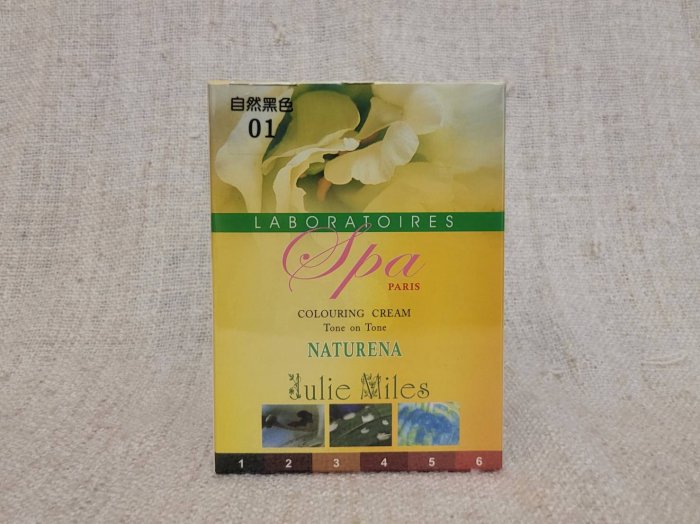 自然黑色
01
LABORATOIRES
Spa
PARIS
COLOURING CREAM
Tone on Tone
NATURENA
Julie Miles
1 2 3 4 5 6